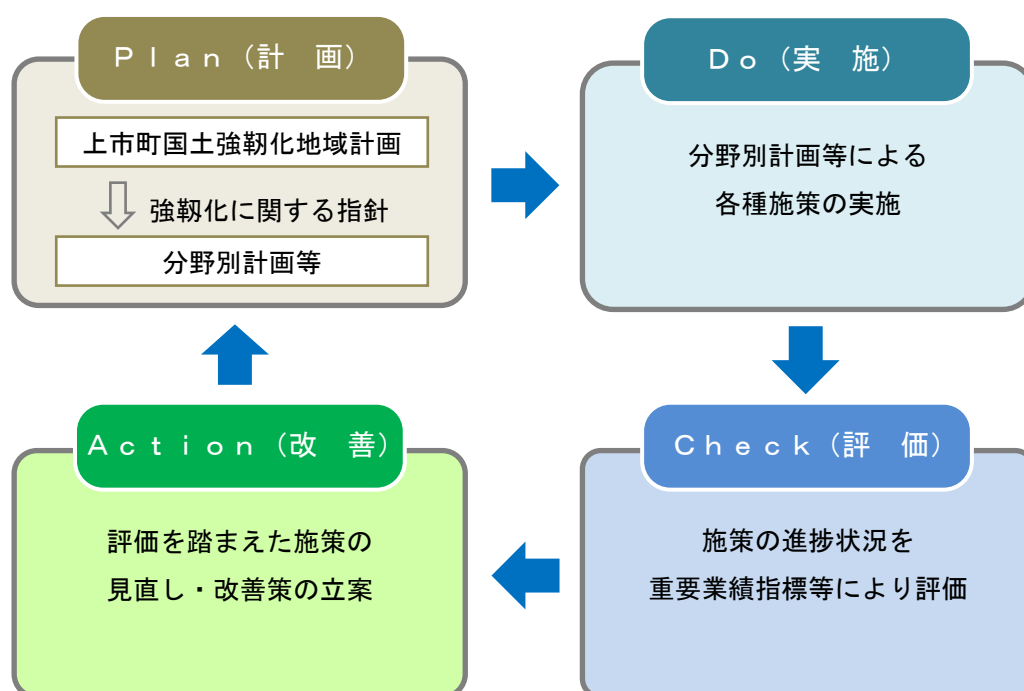 Ｐｌａｎ（計　画）
上市町国土強靱化地域計画
強靱化に関する指針
分野別計画等
Ｄｏ（実　施）
分野別計画等による
各種施策の実施
Ｃｈｅｃｋ（評　価）
施策の進捗状況を
重要業績指標等により評価
Ａｃｔｉｏｎ（改　善）
評価を踏まえた施策の
見直し・改善策の立案